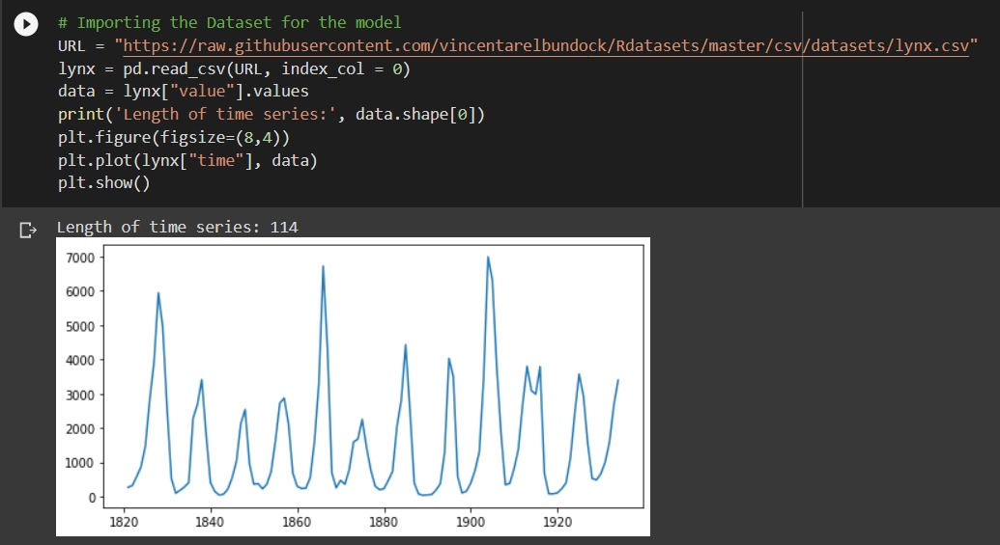 # Importing the Dataset for the model
URL = "https://raw.githubusercontent.com/vincentarelbundock/Rdatasets/master/csv/datasets/lynx.csv"
lynx = pd.read_csv(URL, index_col = 0)
data = lynx["value"].values
print('Length of time series:', data.shape[0])
plt.figure(figsize=(8,4))
plt.plot(lynx["time"], data)
plt.show()
Length of time series: 114
7000
6000
5000
4000
3000
2000
1000
0
1820 1840 1860 1880 1900 1920